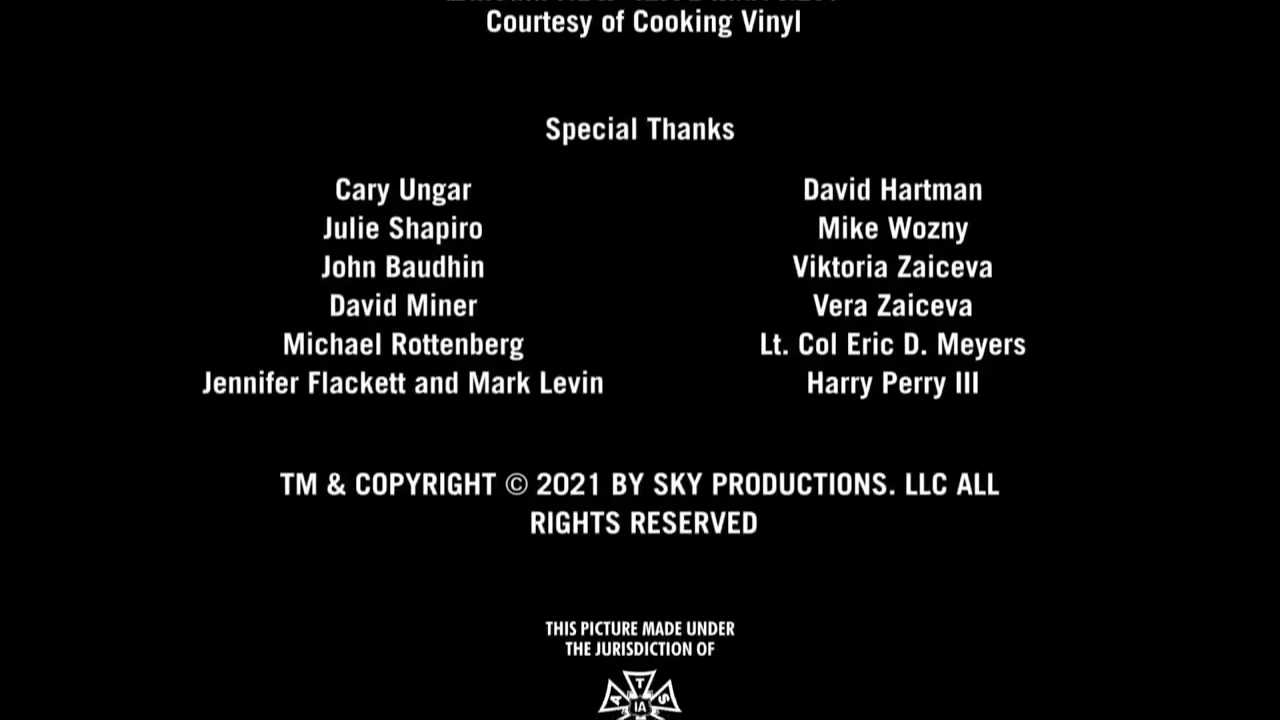 Courtesy of Cooking Vinyl
Special Thanks
Cary Ungar
Julie Shapiro
John Baudhin
David Miner
Michael Rottenberg
Jennifer Flackett and Mark Levin
David Hartman
Mike Wozny
Viktoria Zaiceva
Vera Zaiceva
Lt. Col Eric D. Meyers
Harry Perry III
TM & COPYRIGHT © 2021 BY SKY PRODUCTIONS. LLC ALL
RIGHTS RESERVED
THIS PICTURE MADE UNDER
THE JURISDICTION OF
IA T S